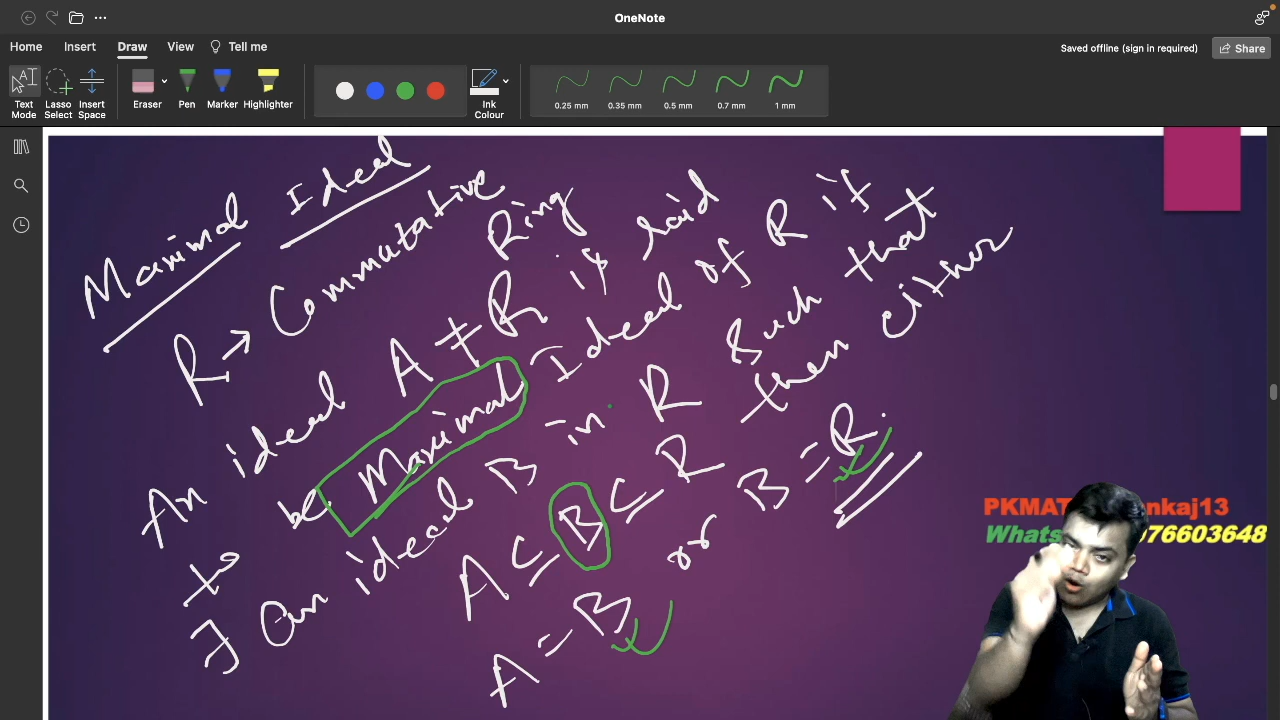 OneNote
Home Insert Draw View Tell me
Saved offline (sign in required) Share
Text Mode
Lasso Select
Insert Space
Eraser
Pen
Marker
Highlighter
Ink Colour
0.25 mm 0.35 mm 0.5 mm 0.7 mm 1 mm
Maximal Ideal
R → Commutative Ring
An ideal A ≠ R is said
to be Maximal Ideal of R if
∃ an ideal B in R such that
A ⊆ B ⊆ R then either
A = B or B = R.
PKMAT nkaj13
Whats 976603648